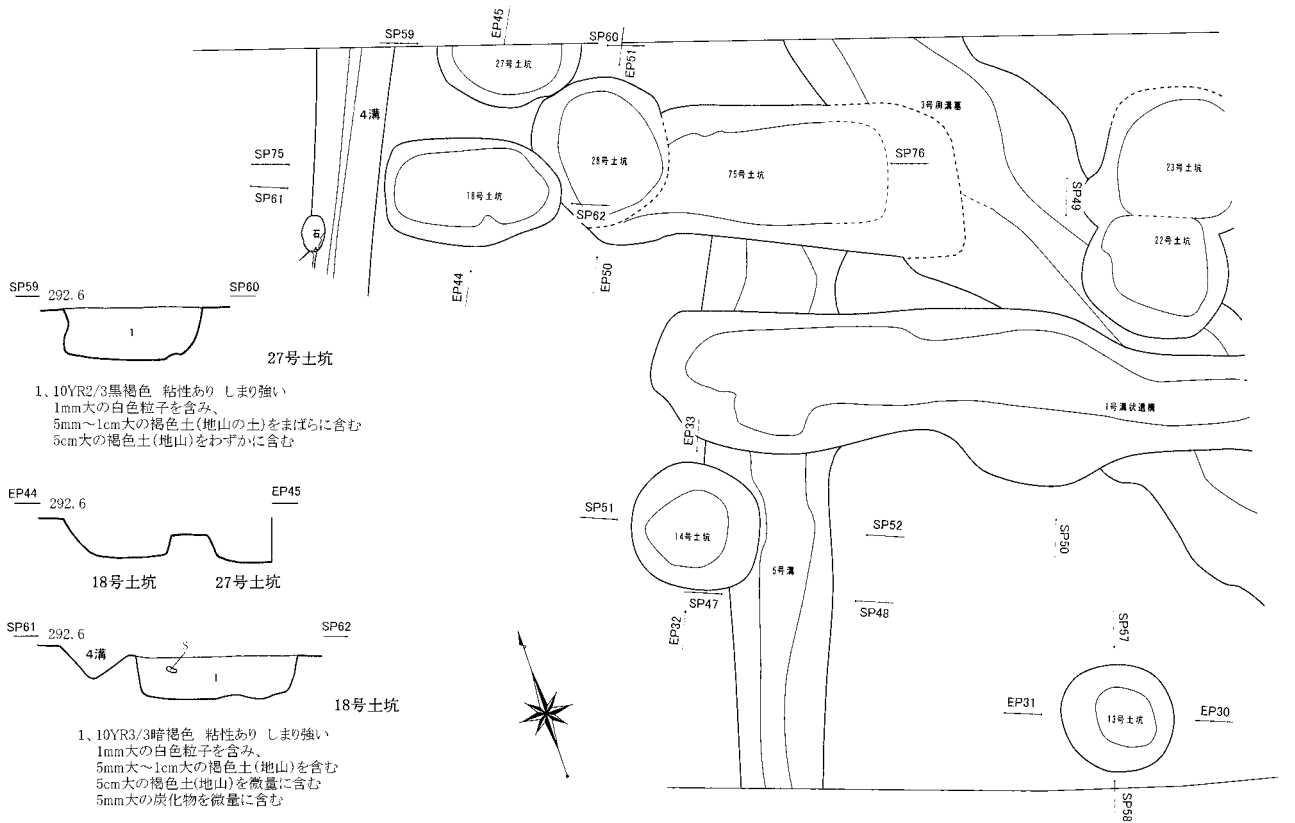 SP59
EP45
SP60
EP51
27号土坑
4溝
3号周溝墓
SP75
SP61
18号土坑
28号土坑
SP62
75号土坑
SP76
SP49
23号土坑
22号土坑
EP44
EP50
SP59 292.6 SP60
1
27号土坑
1、10YR2/3黒褐色 粘性あり しまり強い
1mm大の白色粒子を含み、
5mm～1cm大の褐色土(地山の土)をまばらに含む
5cm大の褐色土(地山)をわずかに含む
1号溝状遺構
EP33
SP51
14号土坑
SP52
SP50
5号溝
SP47
SP48
EP32
SP57
EP31
13号土坑
EP30
SP58
EP44 292.6 EP45
18号土坑 27号土坑
SP61 292.6 SP62
4溝
S
1
18号土坑
1、10YR3/3暗褐色 粘性あり しまり強い
1mm大の白色粒子を含み、
5mm大～1cm大の褐色土(地山)を含む
5cm大の褐色土(地山)を微量に含む
5mm大の炭化物を微量に含む